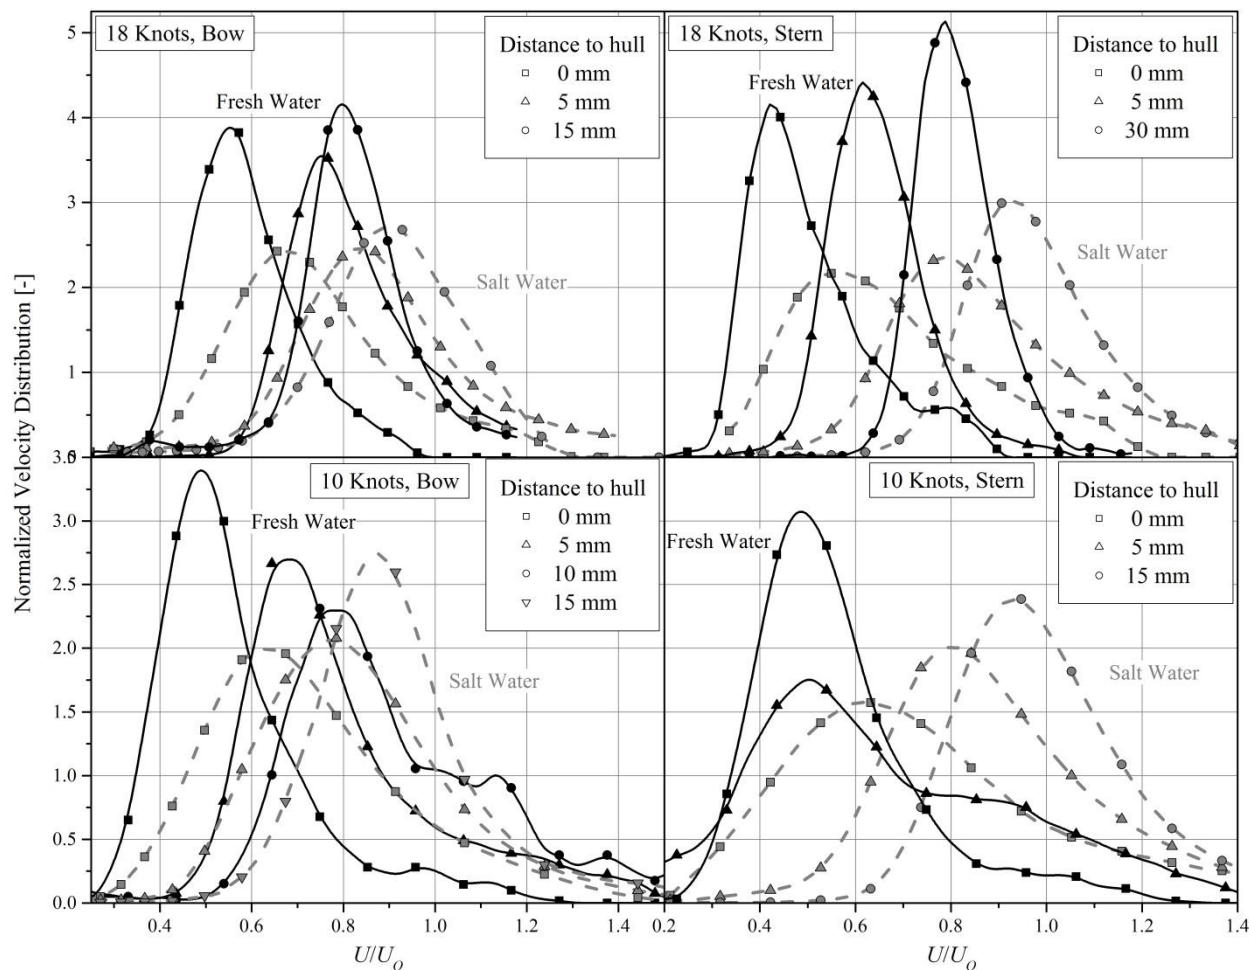 18 Knots, Bow
Distance to hull
0 mm
5 mm
15 mm
Fresh Water
Salt Water
5
4
3
2
1
18 Knots, Stern
Distance to hull
0 mm
5 mm
30 mm
Fresh Water
Salt Water
Normalized Velocity Distribution [-]
10 Knots, Bow
Distance to hull
0 mm
5 mm
10 mm
15 mm
Fresh Water
Salt Water
3.0
2.5
2.0
1.5
1.0
0.5
0.0
0.4 0.6 0.8 1.0 1.2 1.4
U/U_O
10 Knots, Stern
Distance to hull
0 mm
5 mm
15 mm
Fresh Water
Salt Water
0.2 0.4 0.6 0.8 1.0 1.2 1.4
U/U_O